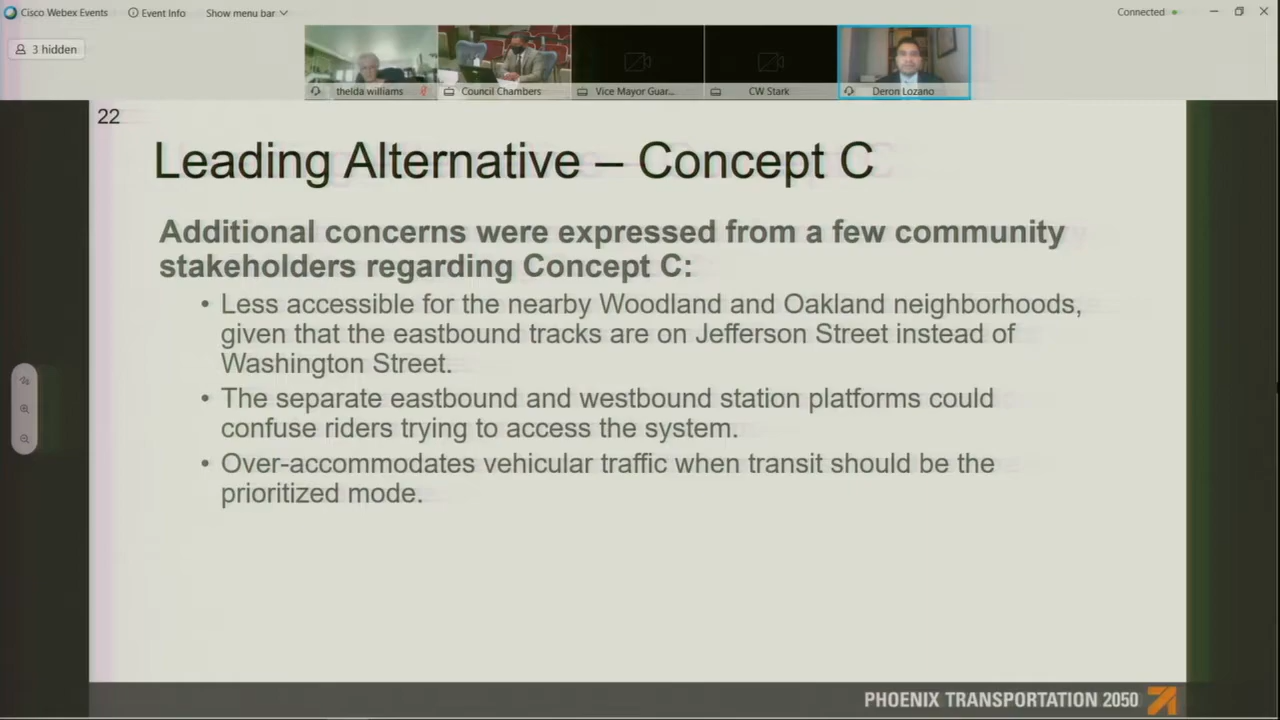 Cisco Webex Events
Event Info
Show menu bar
Connected
3 hidden
thelda williams
Council Chambers
Vice Mayor Guar...
CW Stark
Deron Lozano
22
Leading Alternative – Concept C
Additional concerns were expressed from a few community
stakeholders regarding Concept C:
• Less accessible for the nearby Woodland and Oakland neighborhoods,
given that the eastbound tracks are on Jefferson Street instead of
Washington Street.
• The separate eastbound and westbound station platforms could
confuse riders trying to access the system.
• Over-accommodates vehicular traffic when transit should be the
prioritized mode.
PHOENIX TRANSPORTATION 2050